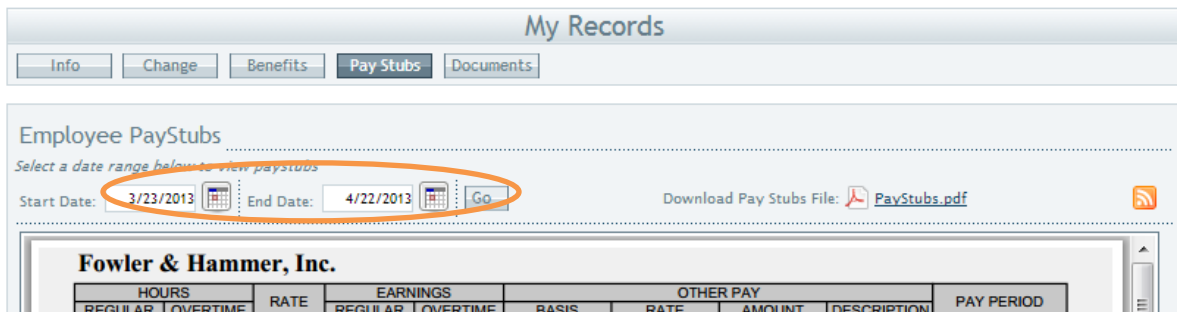 My Records
Info Change Benefits Pay Stubs Documents
Employee PayStubs
Select a date range below to view paystubs
Start Date: 3/23/2013 End Date: 4/22/2013 Go Download Pay Stubs File: PayStubs.pdf
Fowler & Hammer, Inc.
HOURS RATE EARNINGS OTHER PAY PAY PERIOD
REGULAR OVERTIME REGULAR OVERTIME BASIS RATE AMOUNT DESCRIPTION